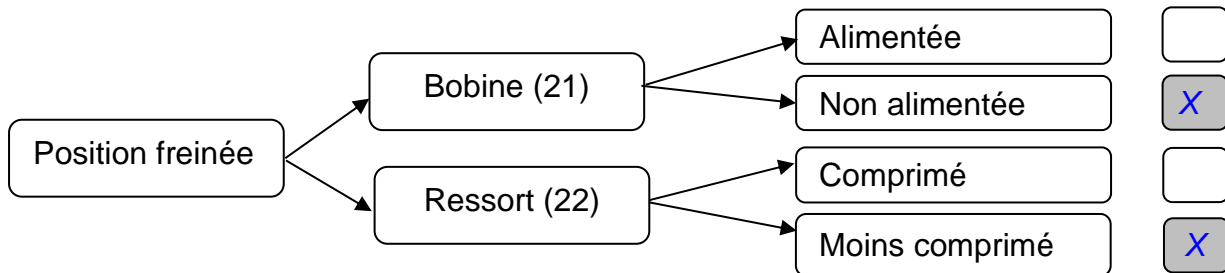 Alimentée
Bobine (21)
Non alimentée X
Position freinée
Comprimé
Ressort (22)
Moins comprimé X